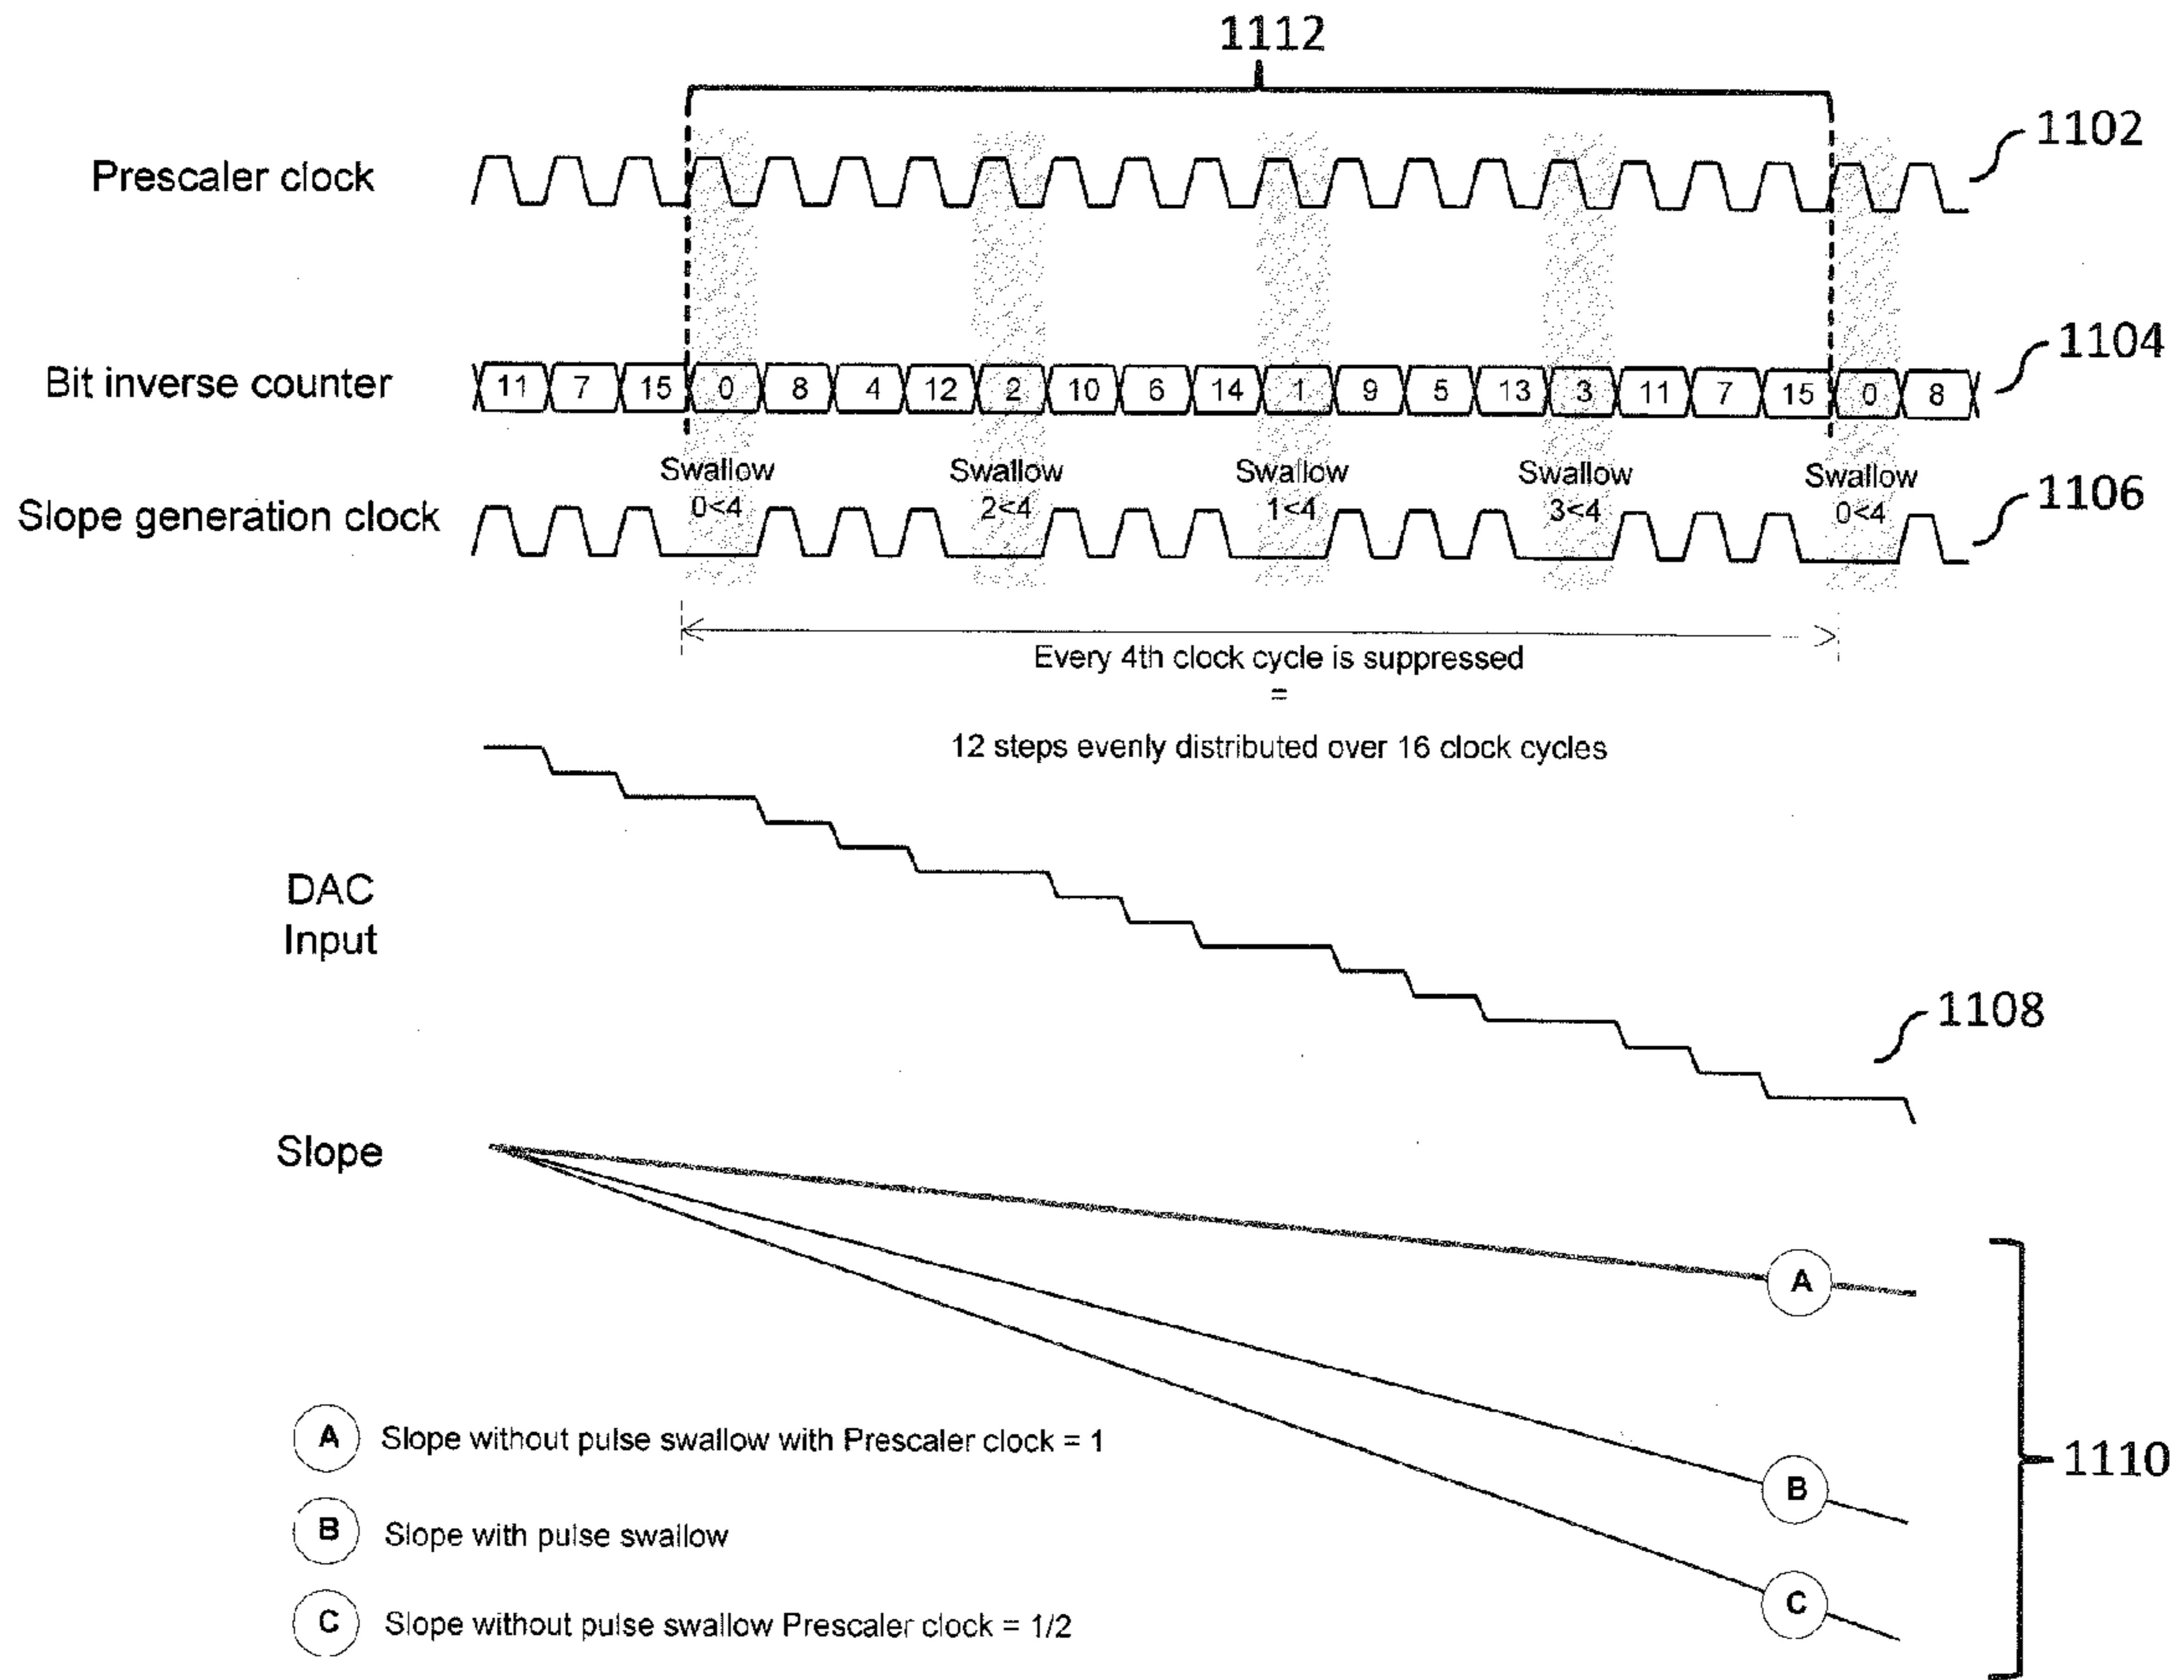 1112
Prescaler clock
1102
Bit inverse counter
11 7 15 0 8 4 12 2 10 6 14 1 9 5 13 3 11 7 15 0 8
1104
Swallow 0<4
Swallow 2<4
Swallow 1<4
Swallow 3<4
Swallow 0<4
Slope generation clock
1106
Every 4th clock cycle is suppressed
=
12 steps evenly distributed over 16 clock cycles
DAC
Input
1108
Slope
A
B
C
1110
A Slope without pulse swallow with Prescaler clock = 1
B Slope with pulse swallow
C Slope without pulse swallow Prescaler clock = 1/2